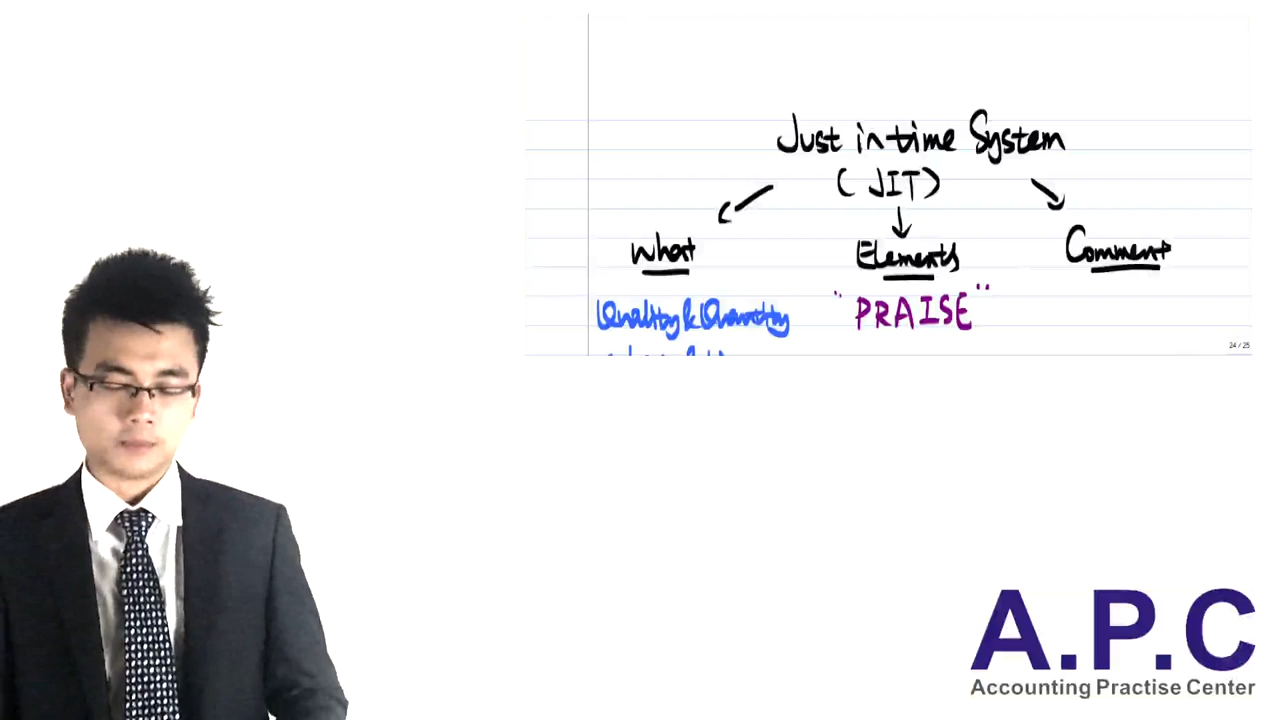 Just in time System
(JIT)
What Elements Comment
Quality & Quantity "PRAISE"
24 / 25
A.P.C
Accounting Practise Center